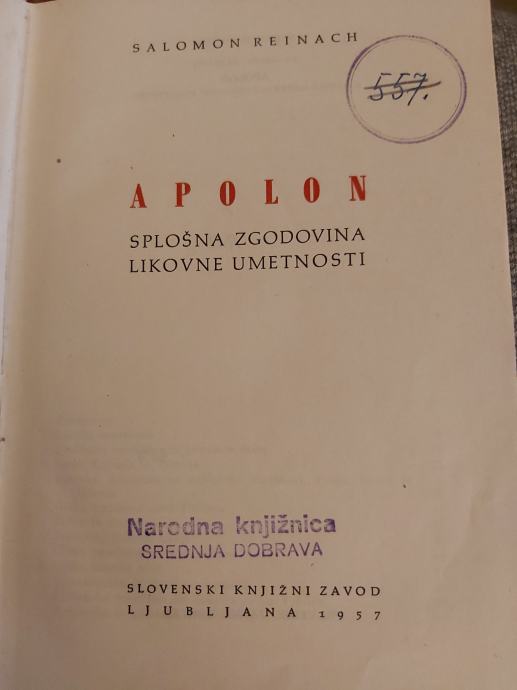 SALOMON REINACH
557.
APOLON
SPLOŠNA ZGODOVINA
LIKOVNE UMETNOSTI
Narodna knjižnica
SREDNJA DOBRAVA
SLOVENSKI KNJIŽNI ZAVOD
LJUBLJANA 1957